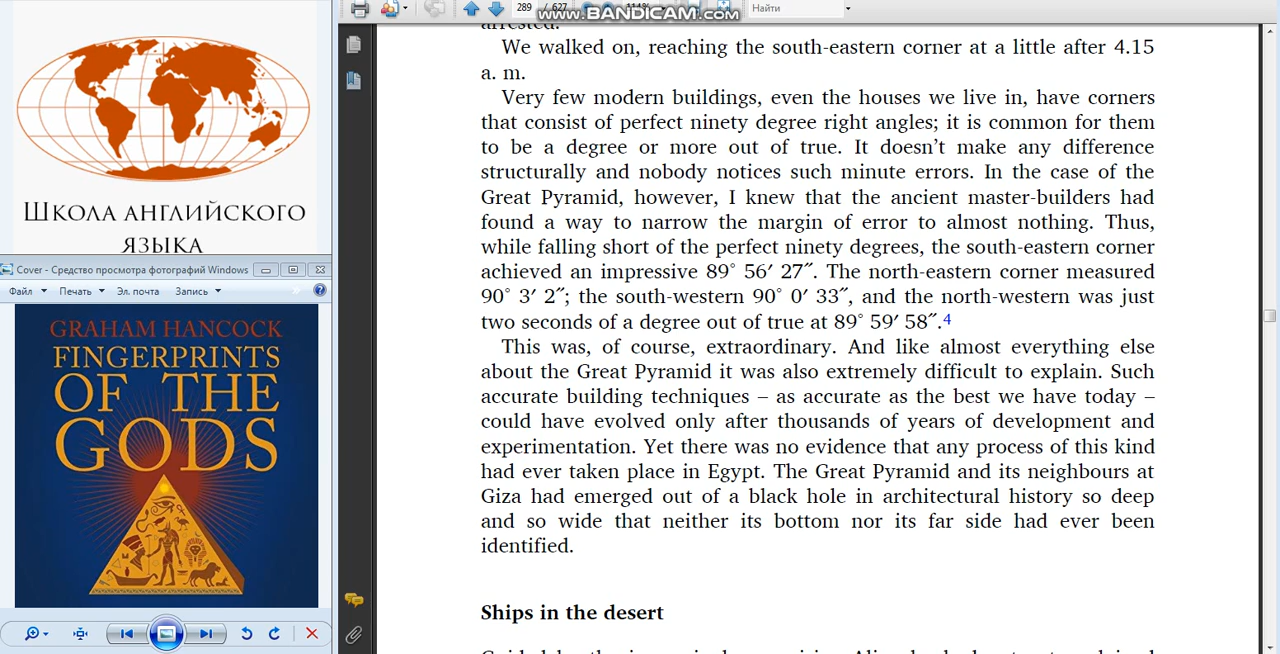 289 / 627
www.BANDICAM.com
Найти
We walked on, reaching the south-eastern corner at a little after 4.15
a. m.
Very few modern buildings, even the houses we live in, have corners
that consist of perfect ninety degree right angles; it is common for them
to be a degree or more out of true. It doesn’t make any difference
structurally and nobody notices such minute errors. In the case of the
Great Pyramid, however, I knew that the ancient master-builders had
found a way to narrow the margin of error to almost nothing. Thus,
while falling short of the perfect ninety degrees, the south-eastern corner
achieved an impressive 89° 56′ 27″. The north-eastern corner measured
90° 3′ 2″; the south-western 90° 0′ 33″, and the north-western was just
two seconds of a degree out of true at 89° 59′ 58″.4
This was, of course, extraordinary. And like almost everything else
about the Great Pyramid it was also extremely difficult to explain. Such
accurate building techniques – as accurate as the best we have today –
could have evolved only after thousands of years of development and
experimentation. Yet there was no evidence that any process of this kind
had ever taken place in Egypt. The Great Pyramid and its neighbours at
Giza had emerged out of a black hole in architectural history so deep
and so wide that neither its bottom nor its far side had ever been
identified.
Ships in the desert
Школа английского
языка
Cover - Средство просмотра фотографий Windows
Файл Печать Эл. почта Запись
GRAHAM HANCOCK
FINGERPRINTS
OF THE
GODS